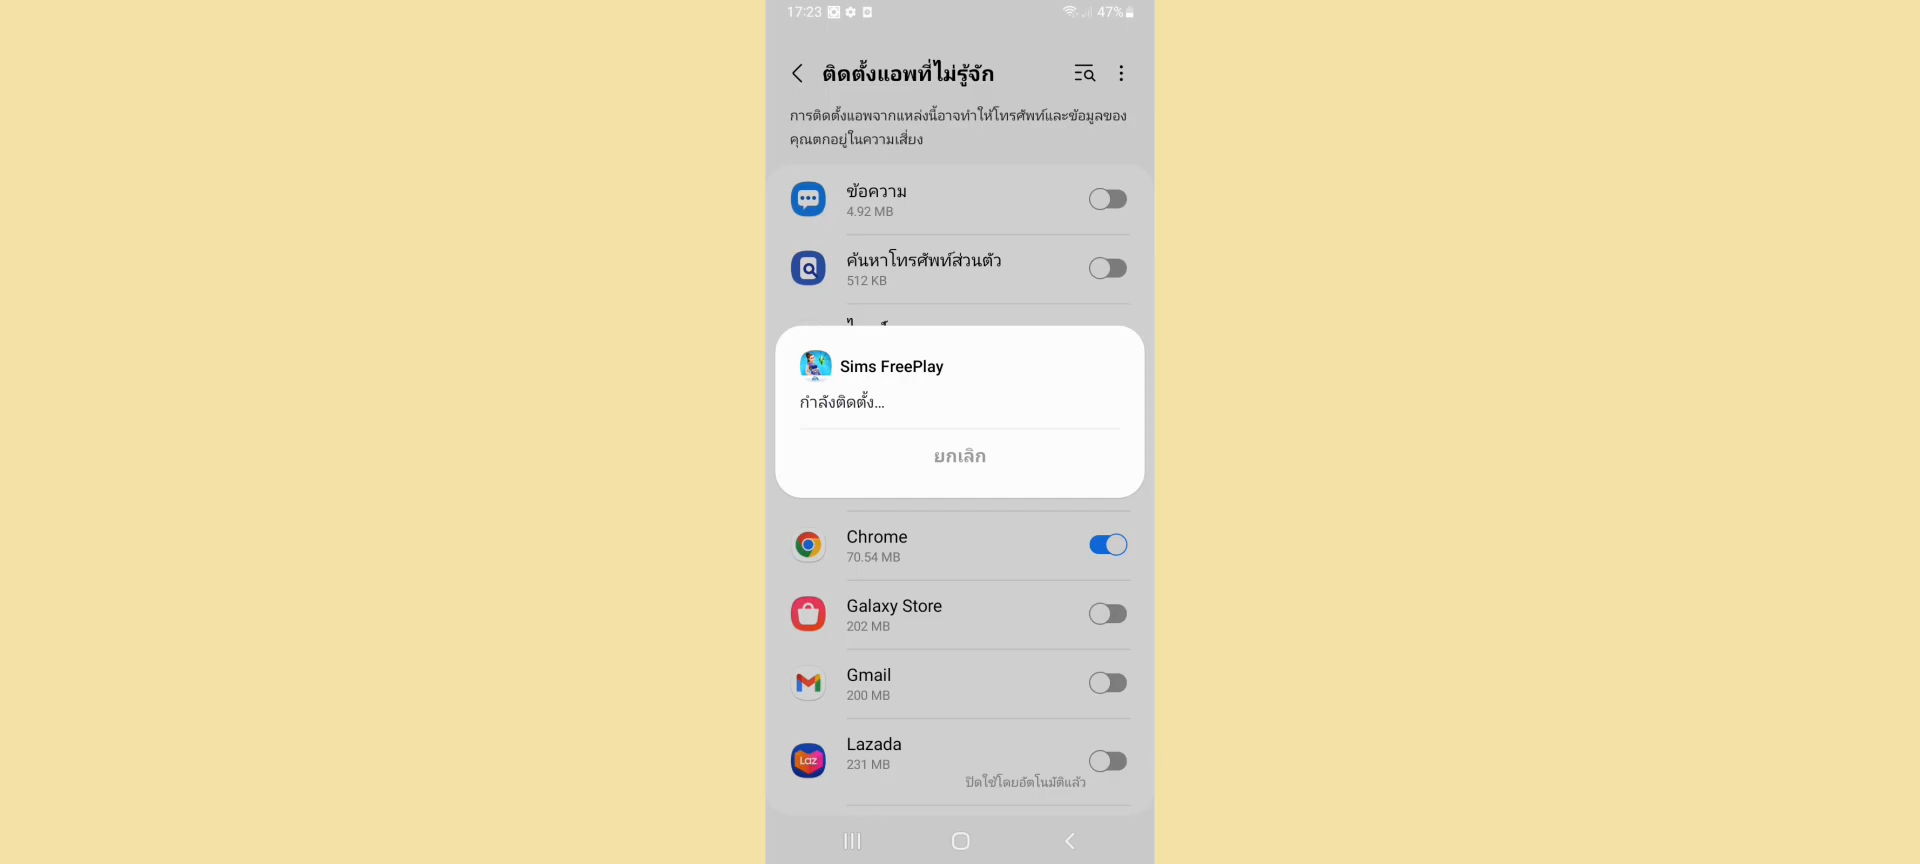 17:23
47%
ติดตั้งแอพที่ไม่รู้จัก
การติดตั้งแอพจากแหล่งนี้อาจทำให้โทรศัพท์และข้อมูลของ
คุณตกอยู่ในความเสี่ยง
ข้อความ
4.92 MB
ค้นหาโทรศัพท์ส่วนตัว
512 KB
Sims FreePlay
กำลังติดตั้ง...
ยกเลิก
Chrome
70.54 MB
Galaxy Store
202 MB
Gmail
200 MB
Lazada
Laz
231 MB
ปิดใช้โดยอัตโนมัติแล้ว